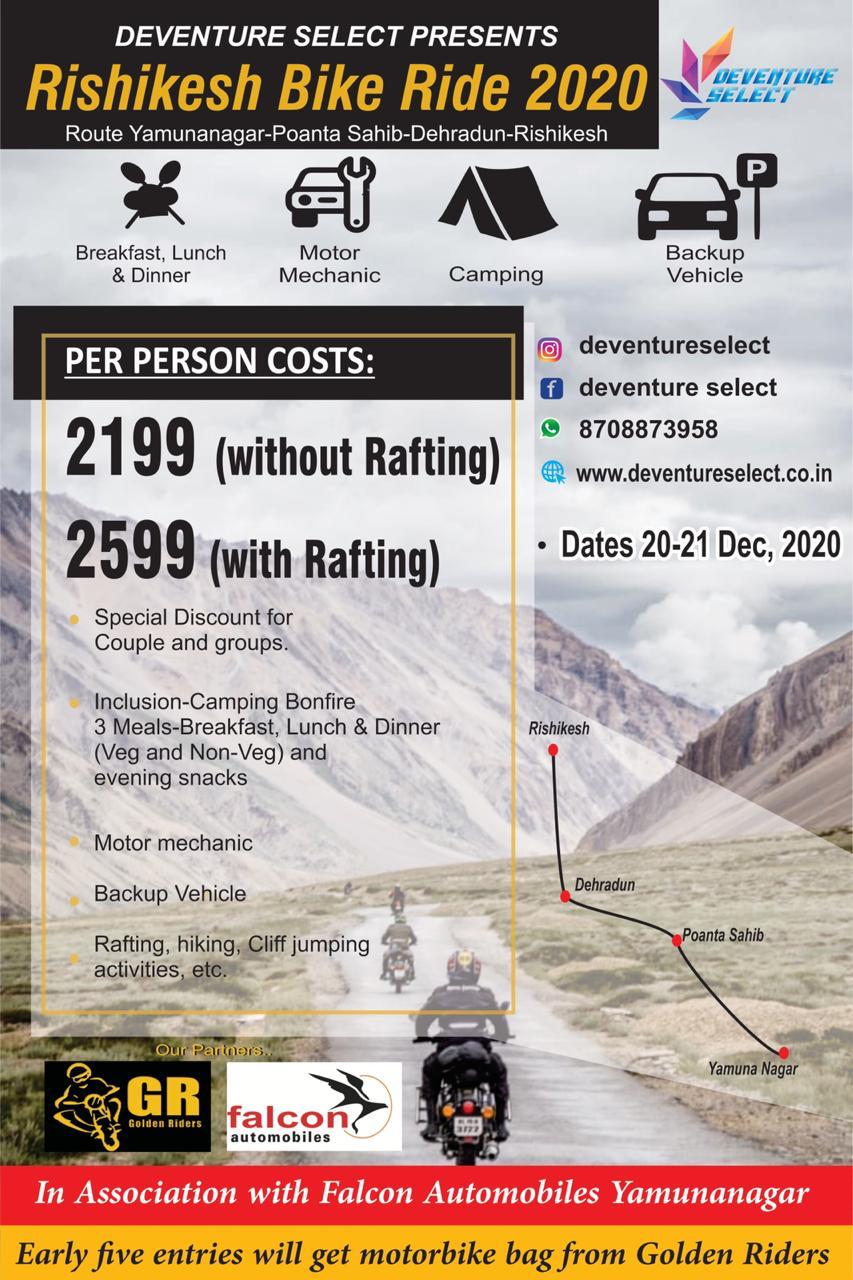 DEVENTURE SELECT PRESENTS
Rishikesh Bike Ride 2020
Route Yamunanagar-Poanta Sahib-Dehradun-Rishikesh
DEVENTURE
SELECT
P
Breakfast, Lunch
& Dinner
Motor
Mechanic
Camping
Backup
Vehicle
PER PERSON COSTS:
2199 (without Rafting)
2599 (with Rafting)
• Special Discount for
Couple and groups.
• Inclusion-Camping Bonfire
3 Meals-Breakfast, Lunch & Dinner
(Veg and Non-Veg) and
evening snacks
• Motor mechanic
• Backup Vehicle
• Rafting, hiking, Cliff jumping
activities, etc.
deventureselect
deventure select
8708873958
www.deventureselect.co.in
• Dates 20-21 Dec, 2020
Rishikesh
Dehradun
Poanta Sahib
Yamuna Nagar
Our Partners..
GR
Golden Riders
falcon
automobiles
3777
In Association with Falcon Automobiles Yamunanagar
Early five entries will get motorbike bag from Golden Riders